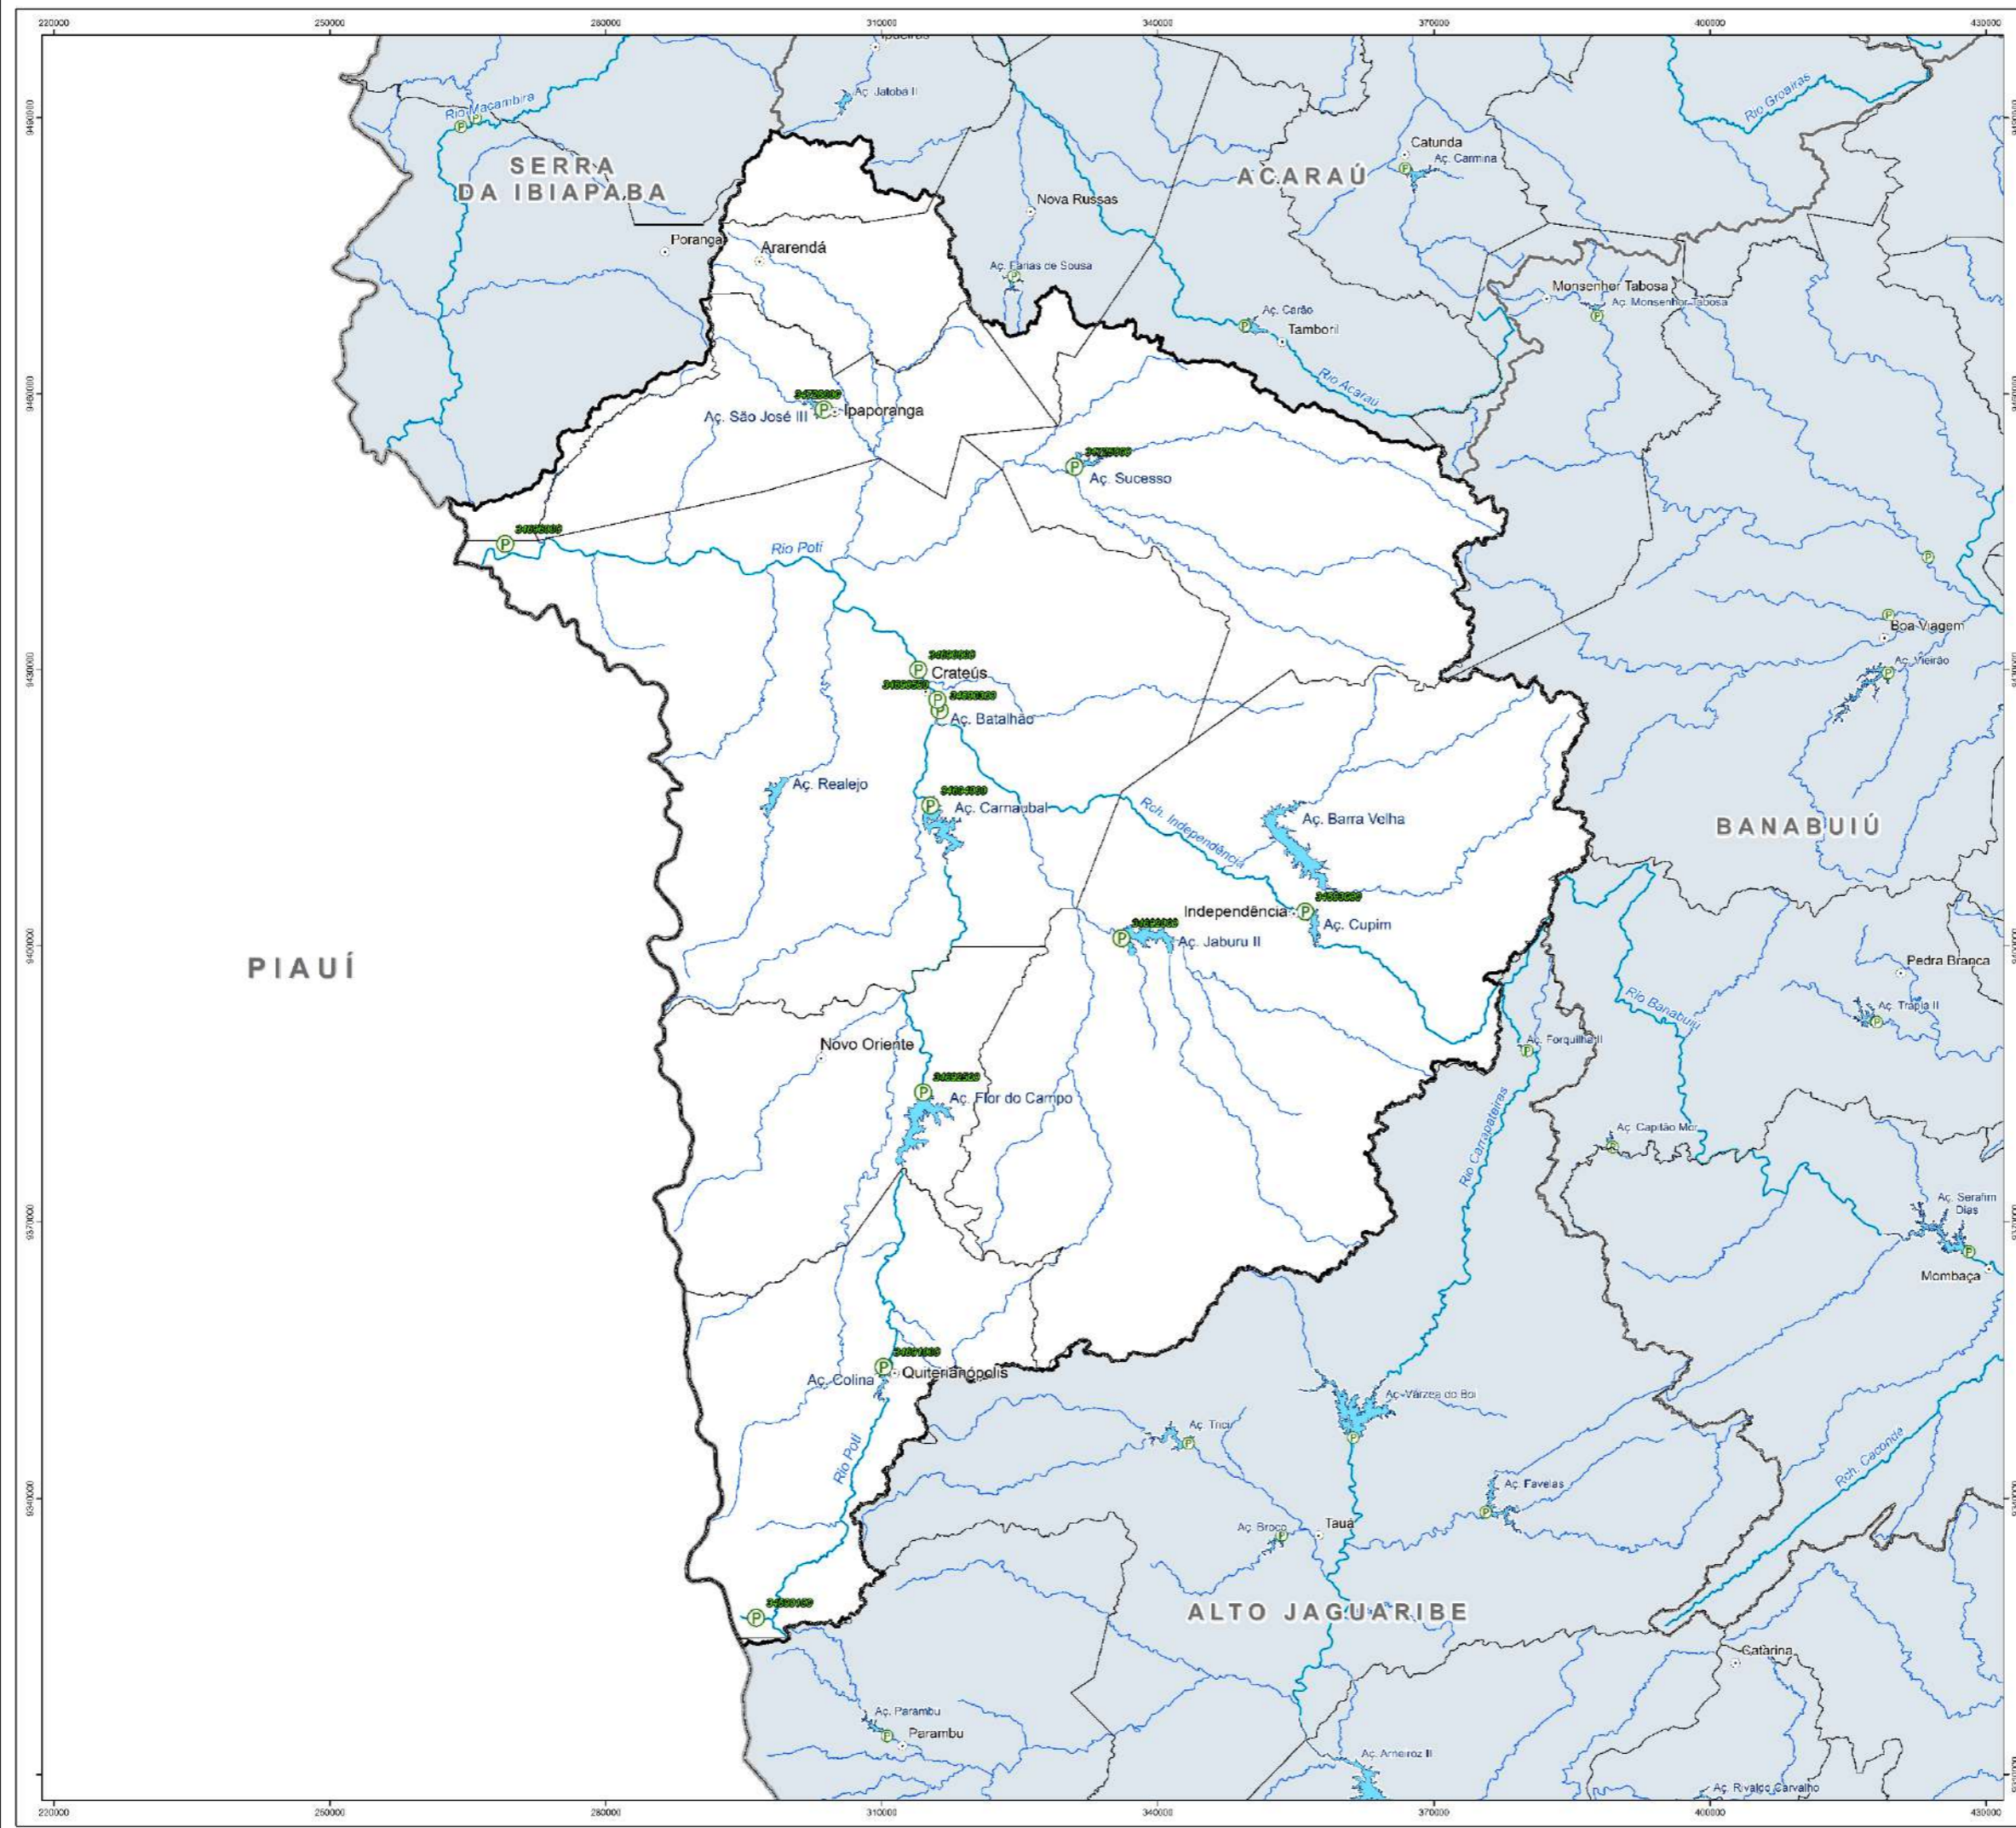 220000 250000 280000 310000 340000 370000 400000 430000
Ipueiras
Aç. Jatobá II
Rio Macambira
Rio Groaíras
SERRA
DA IBIAPABA
ACARAÚ
Catunda
Aç. Carmina
Nova Russas
Poranga
Ararendá
Aç. Farias de Sousa
Monsenhor Tabosa
Aç. Monsenhor Tabosa
Aç. Carão
Tamboril
Rio Acaraú
9460000
Aç. São José III
Ipaporanga
Aç. Sucesso
Rio Poti
Boa Viagem
Aç. Vieirão
9430000
Crateús
Aç. Batalhão
Aç. Realejo
Aç. Carnaubal
Rch. Independência
Aç. Barra Velha
BANABUIÚ
Independência
Aç. Cupim
Aç. Jaburu II
9400000
PIAUÍ
Pedra Branca
Rio Banabuiú
Aç. Trapiá II
Novo Oriente
Aç. Forquilha II
34692500
Aç. Flor do Campo
Rio Carrapateiras
Aç. Capitão Mor
9370000
Aç. Serafim
Dias
Mombaça
Aç. Colina
Quiterianópolis
Aç. Várzea do Boi
Aç. Trici
Rio Poti
Rch. Caconde
Aç. Favelas
9340000
Aç. Broco
Tauá
ALTO JAGUARIBE
Catarina
Aç. Parambu
Parambu
Aç. Arneiroz II
Aç. Rivaldo Carvalho
220000 250000 280000 310000 340000 370000 400000 430000